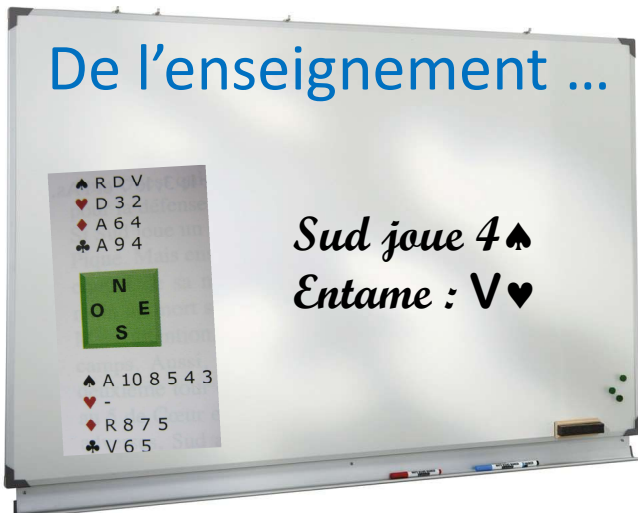 De l'enseignement ...
♠ R D V
♥ D 3 2
♦ A 6 4
♣ A 9 4
Sud joue 4♠
Entame : V♥
N
O E
S
♠ A 10 8 5 4 3
♥ -
♦ R 8 7 5
♣ V 6 5